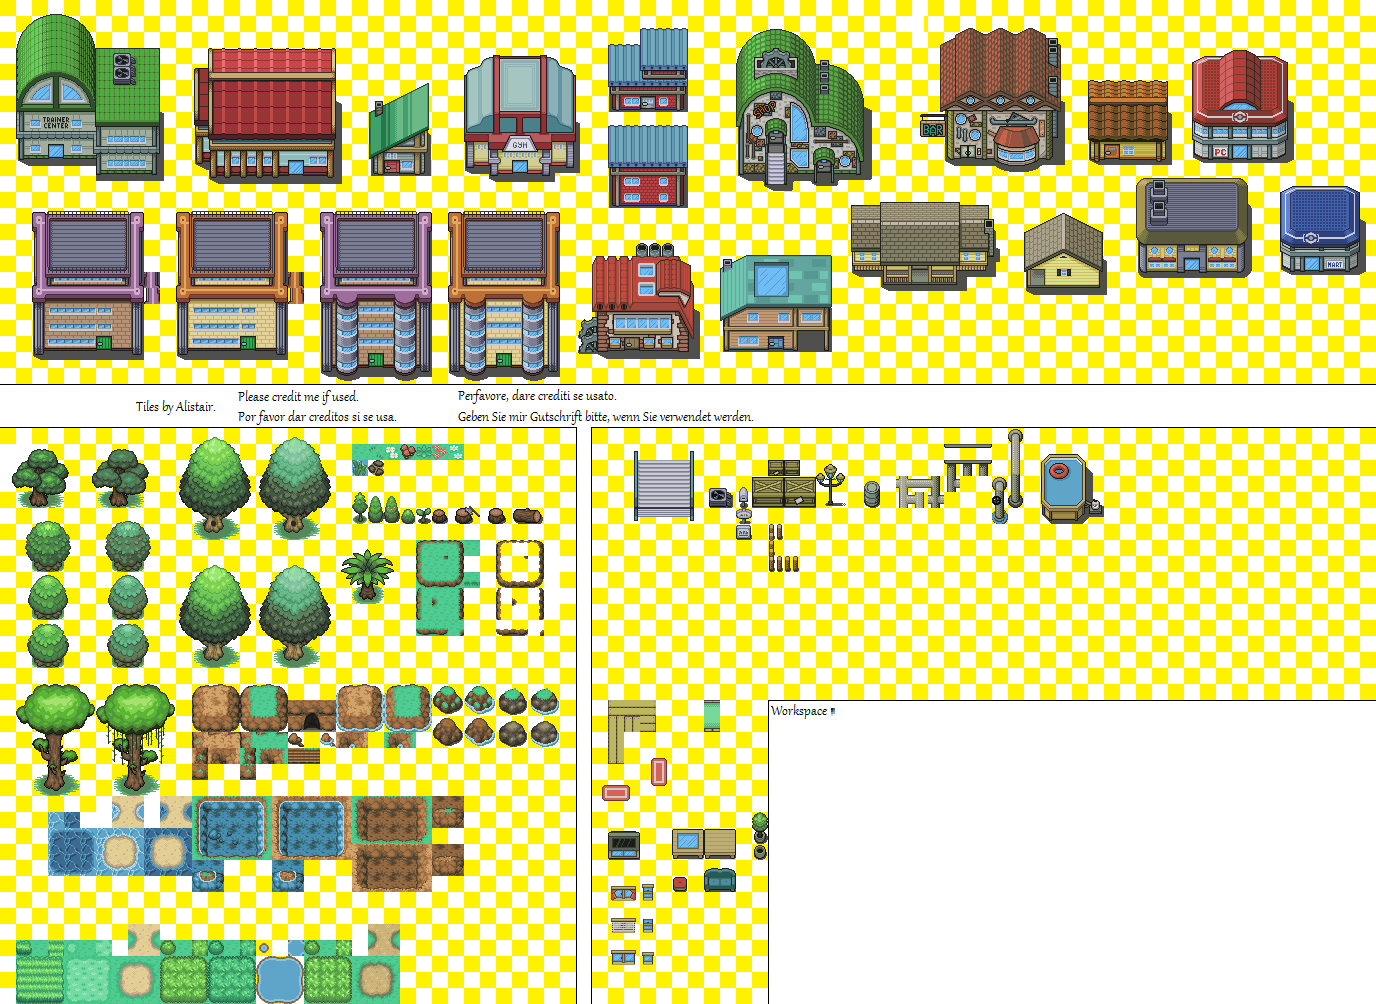 TRAINER
CENTER
GYM
BAR
PC
MART
Please credit me if used.
Perfavore, dare crediti se usato.
Tiles by Alistair.
Por favor dar creditos si se usa.
Geben Sie mir Gutschrift bitte, wenn Sie verwendet werden.
Workspace